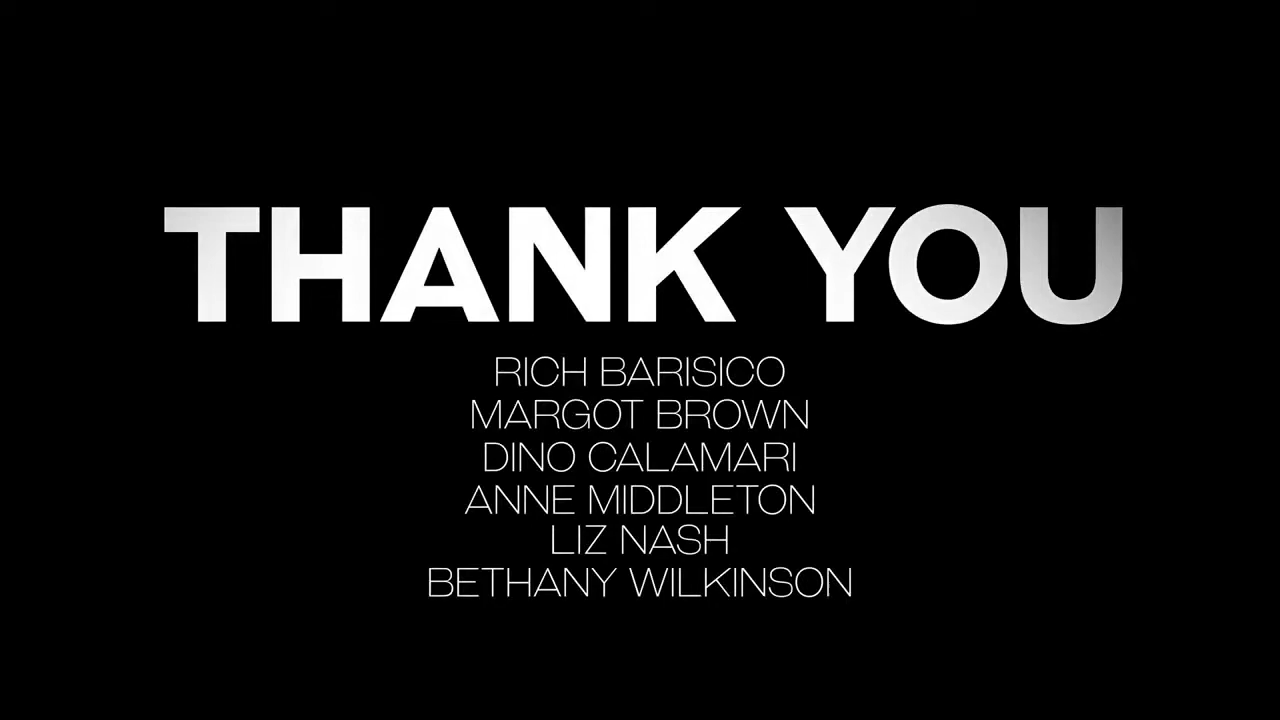 THANK YOU
RICH BARISICO
MARGOT BROWN
DINO CALAMARI
ANNE MIDDLETON
LIZ NASH
BETHANY WILKINSON